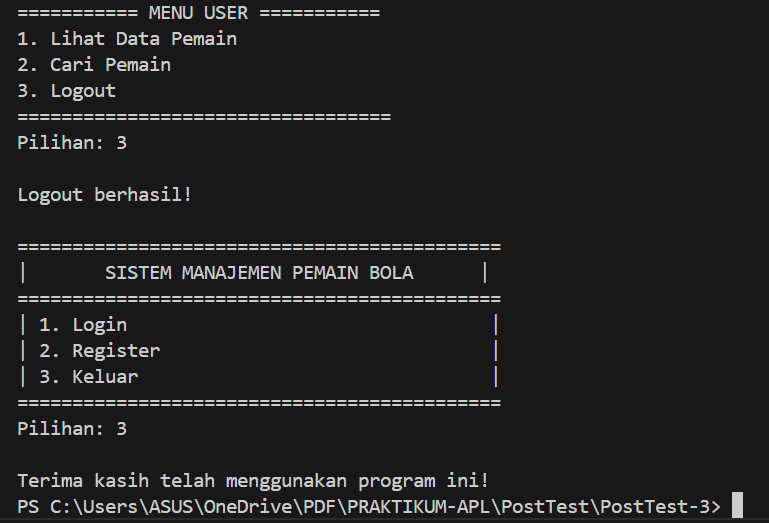 =========== MENU USER ===========
1. Lihat Data Pemain
2. Cari Pemain
3. Logout
==================================
Pilihan: 3
Logout berhasil!
============================================
|       SISTEM MANAJEMEN PEMAIN BOLA      |
============================================
| 1. Login                                 |
| 2. Register                              |
| 3. Keluar                                |
============================================
Pilihan: 3
Terima kasih telah menggunakan program ini!
PS C:\Users\ASUS\OneDrive\PDF\PRAKTIKUM-APL\PostTest\PostTest-3>